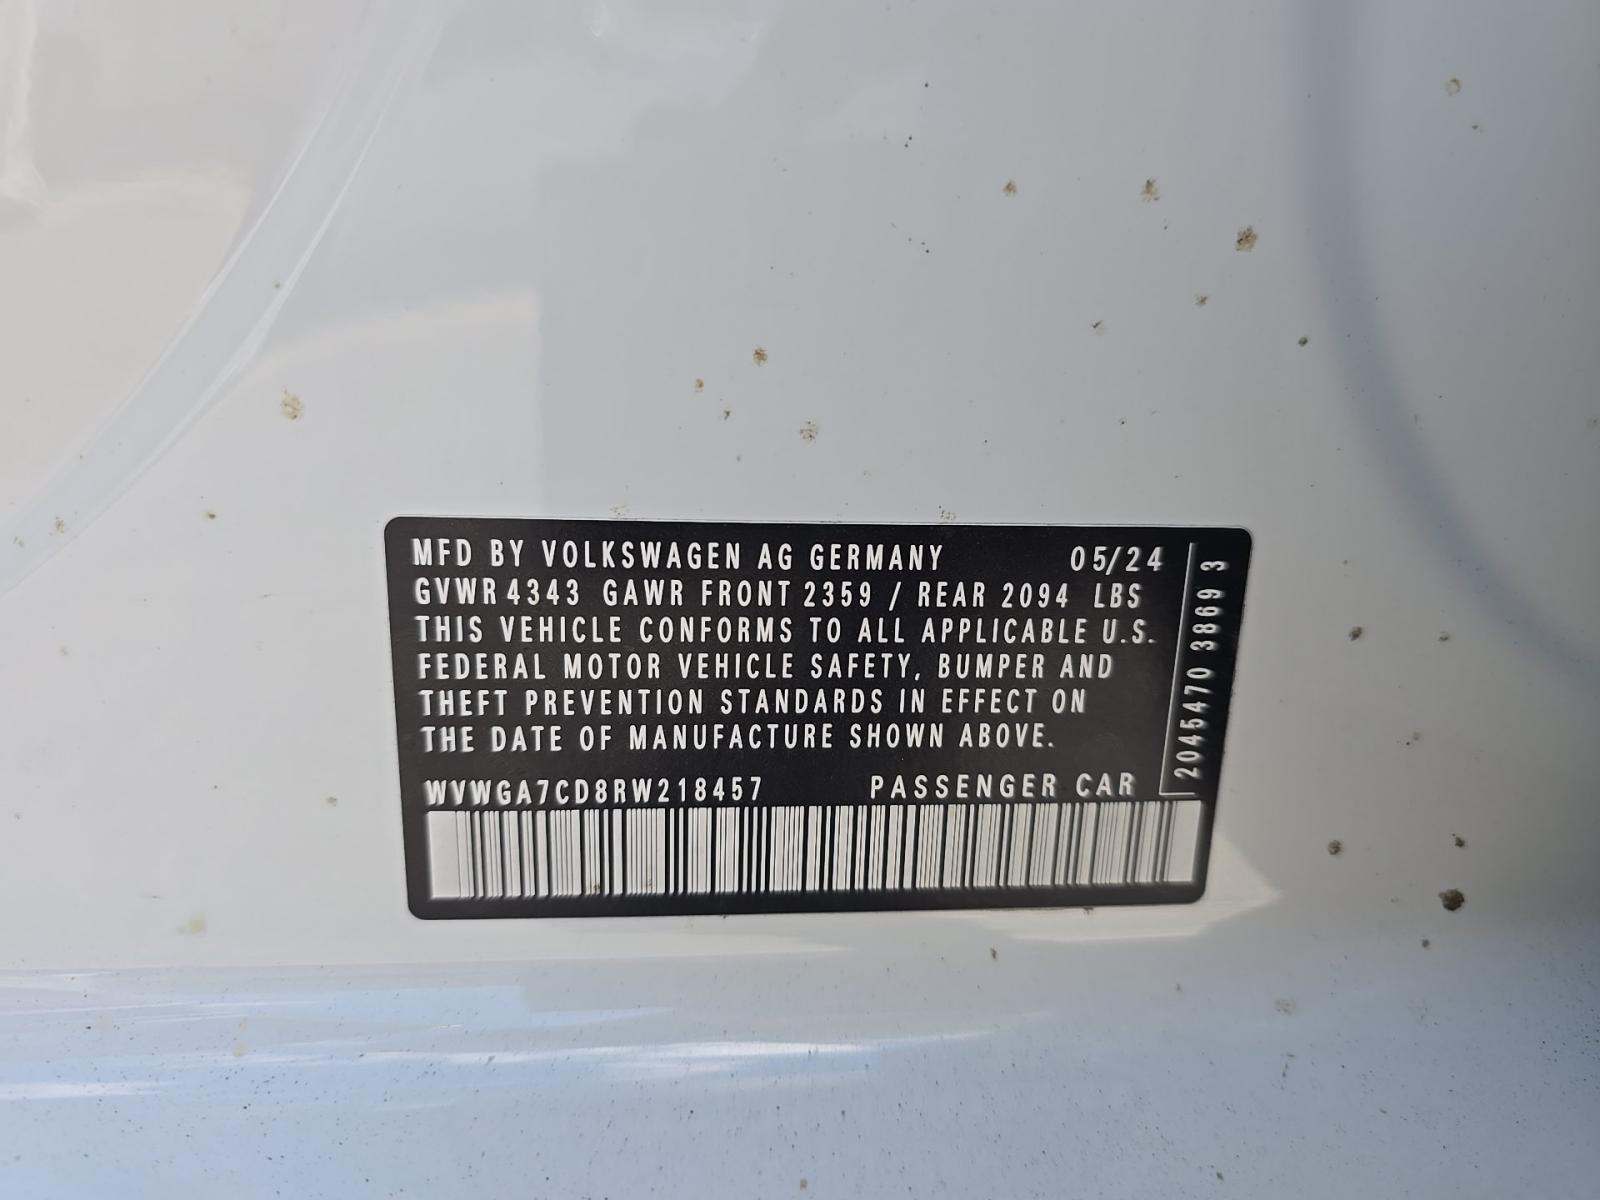 MFD BY VOLKSWAGEN AG GERMANY 05/24
GVWR 4343 GAWR FRONT 2359 / REAR 2094 LBS
THIS VEHICLE CONFORMS TO ALL APPLICABLE U.S.
FEDERAL MOTOR VEHICLE SAFETY, BUMPER AND
THEFT PREVENTION STANDARDS IN EFFECT ON
THE DATE OF MANUFACTURE SHOWN ABOVE.
WVWGA7CD8RW218457 PASSENGER CAR
2045470 3869 3